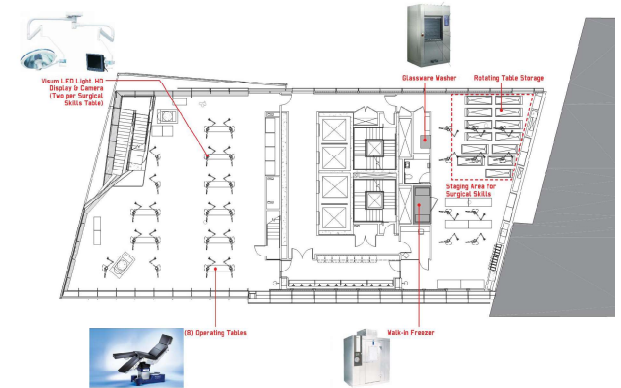 Glassware Washer
Rotating Table Storage
Visum LED Light, HD
Display & Camera
(Two per Surgical
Skills Table)
Staging Area for
Surgical Skills
(8) Operating Tables
Walk-in Freezer